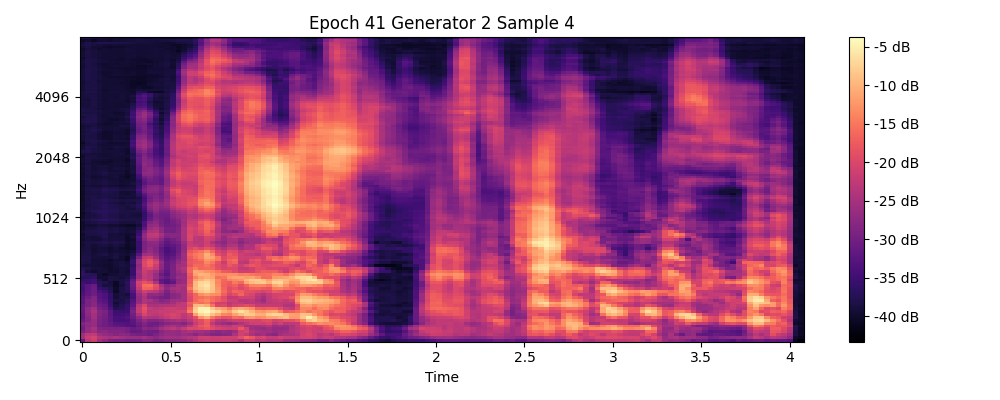 Epoch 41 Generator 2 Sample 4
Hz
4096
2048
1024
512
0
0
0.5
1
1.5
2
2.5
3
3.5
4
Time
-5 dB
-10 dB
-15 dB
-20 dB
-25 dB
-30 dB
-35 dB
-40 dB